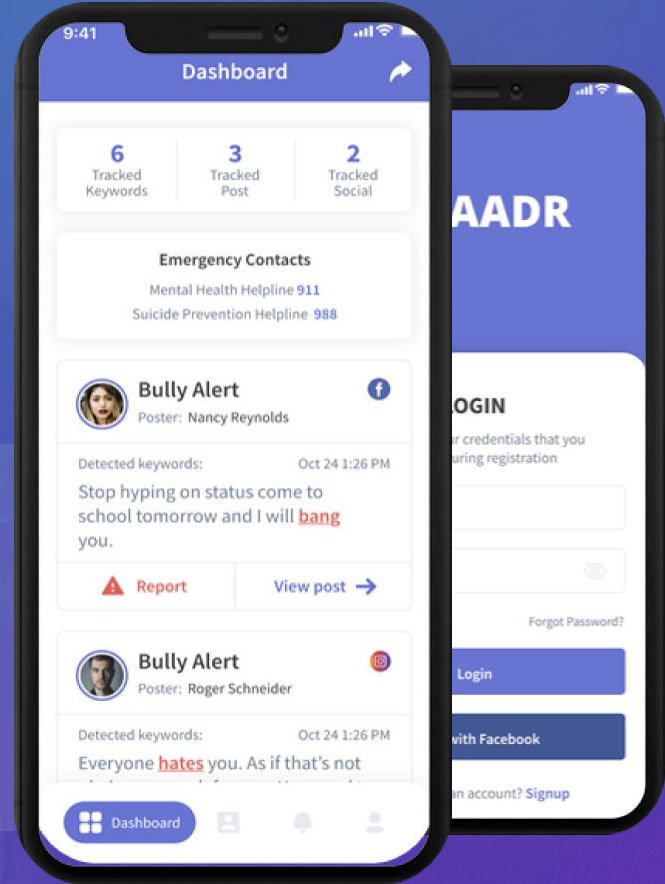 9:41
Dashboard
6
Tracked
Keywords
3
Tracked
Post
2
Tracked
Social
Emergency Contacts
Mental Health Helpline 911
Suicide Prevention Helpline 988
Bully Alert
Poster: Nancy Reynolds
Detected keywords: Oct 24 1:26 PM
Stop hyping on status come to
school tomorrow and I will bang
you.
Report
View post
Bully Alert
Poster: Roger Schneider
Detected keywords: Oct 24 1:26 PM
Everyone hates you. As if that's not
Dashboard
AADR
OGIN
credentials that you
uring registration
Forgot Password?
Login
with Facebook
an account? Signup